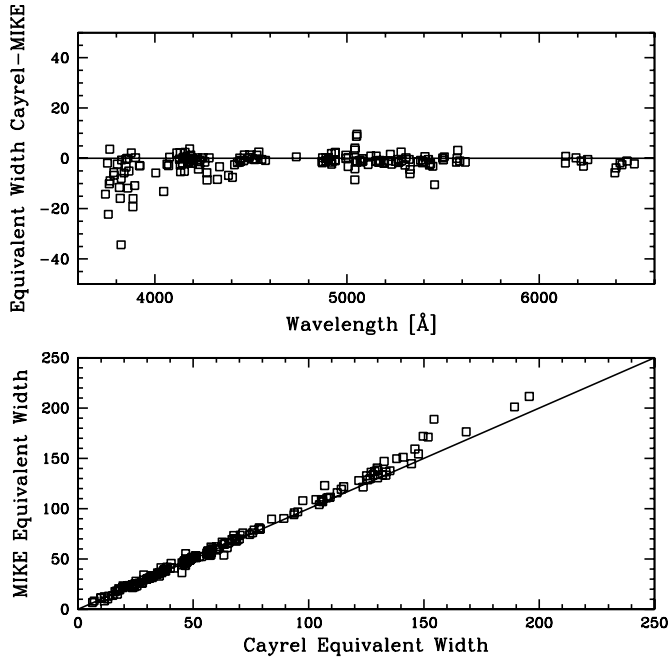 Equivalent Width Cayrel-MIKE
40
20
0
-20
-40
4000 5000 6000
Wavelength [Å]
MIKE Equivalent Width
250
200
150
100
50
0
0 50 100 150 200 250
Cayrel Equivalent Width